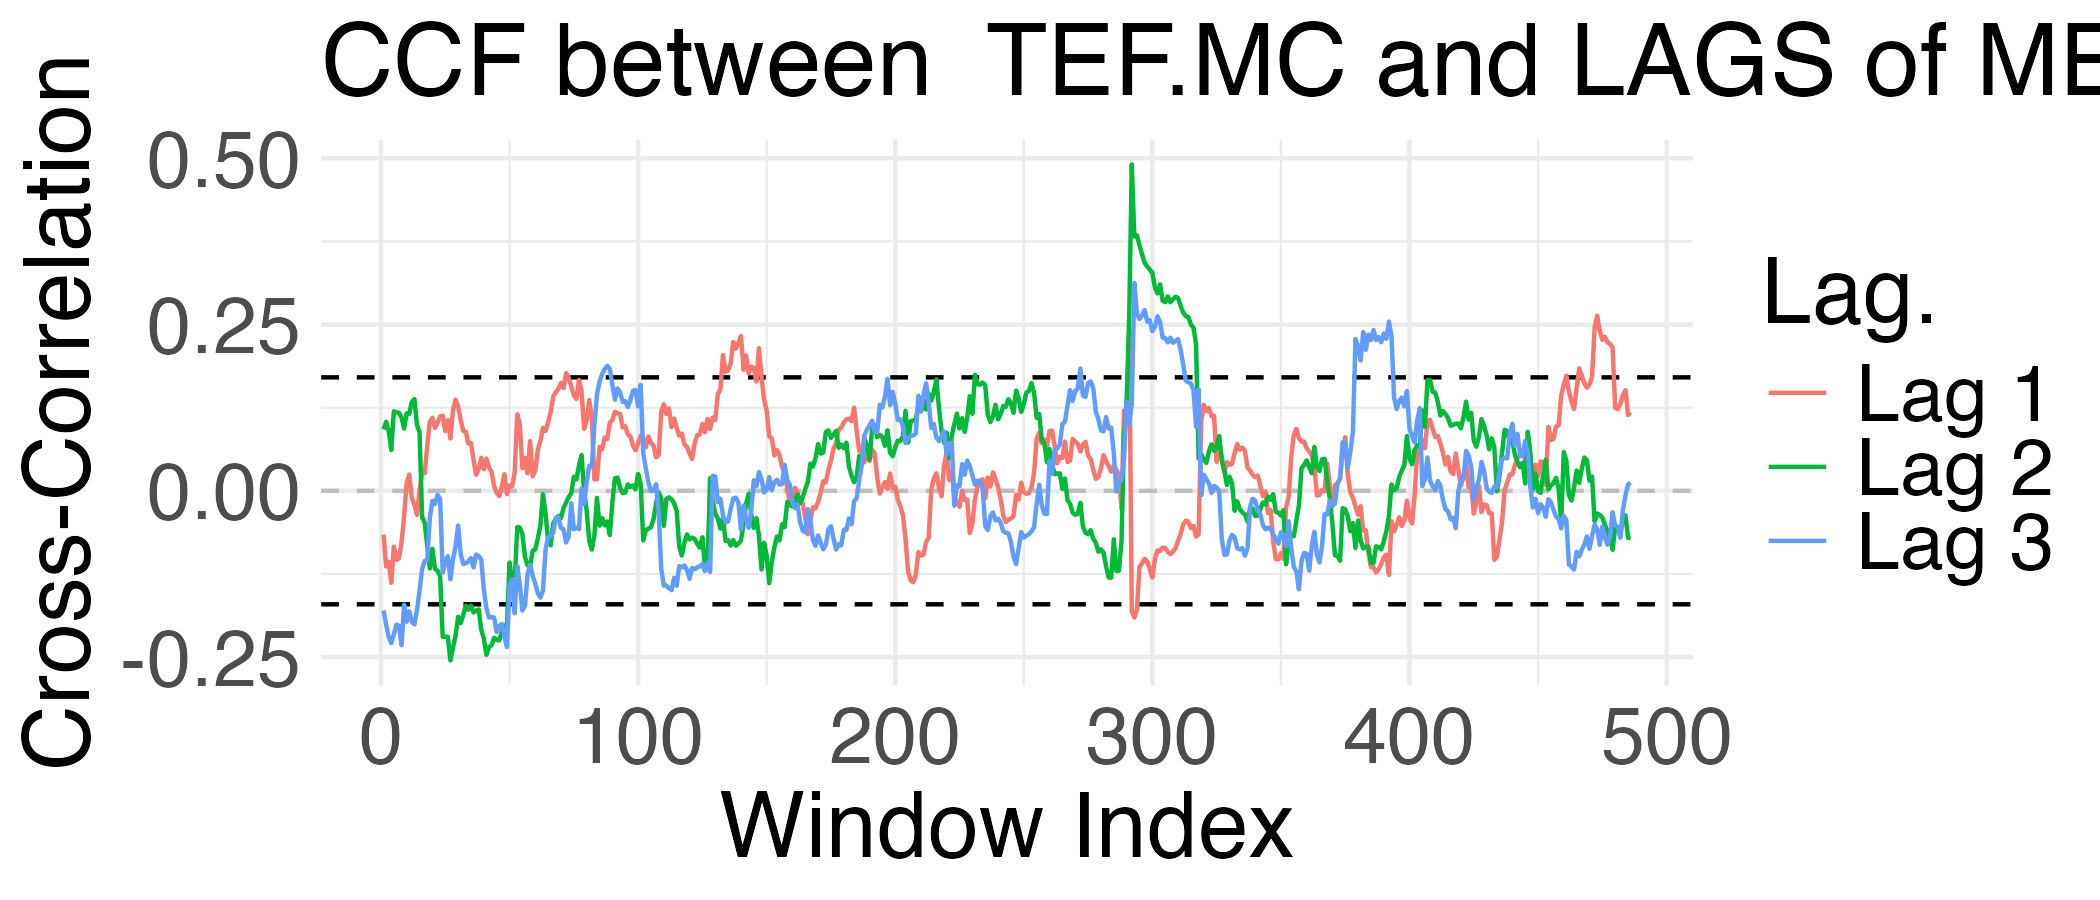 CCF between TEF.MC and LAGS of ME
Cross-Correlation
0.50
0.25
0.00
-0.25
0 100 200 300 400 500
Window Index
Lag.
Lag 1
Lag 2
Lag 3